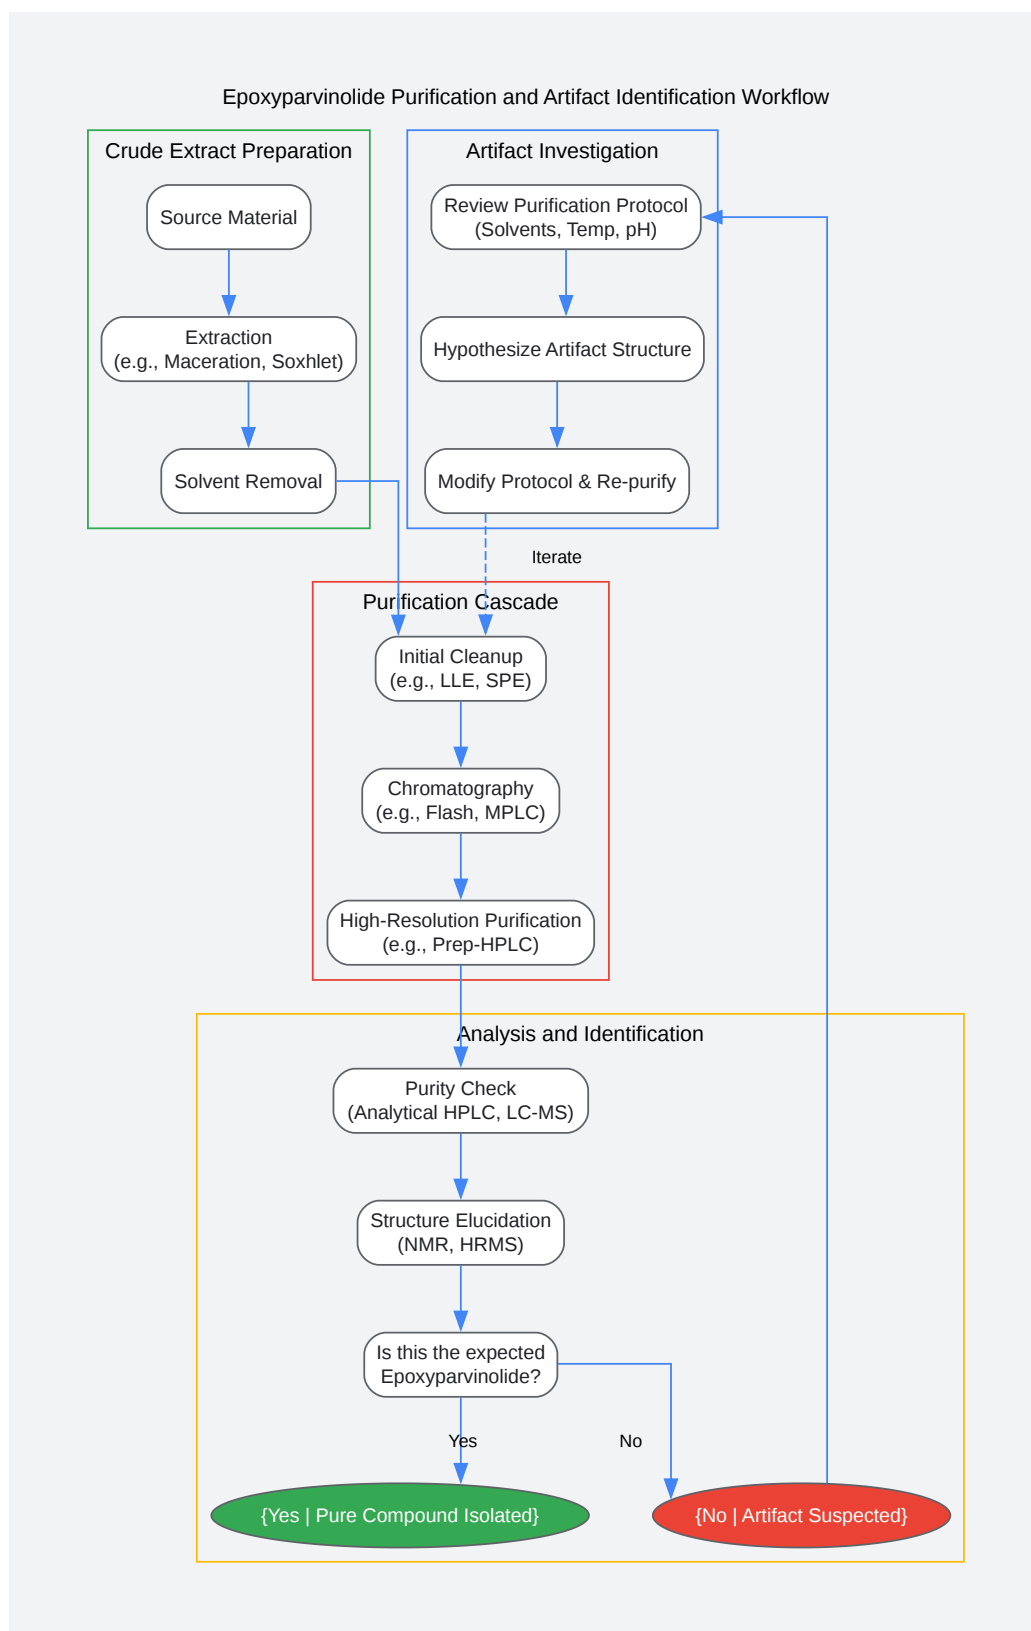 Epoxyparvinolide Purification and Artifact Identification Workflow
Crude Extract Preparation
Source Material
Extraction
(e.g., Maceration, Soxhlet)
Solvent Removal
Artifact Investigation
Review Purification Protocol
(Solvents, Temp, pH)
Hypothesize Artifact Structure
Modify Protocol & Re-purify
Iterate
Purification Cascade
Initial Cleanup
(e.g., LLE, SPE)
Chromatography
(e.g., Flash, MPLC)
High-Resolution Purification
(e.g., Prep-HPLC)
Analysis and Identification
Purity Check
(Analytical HPLC, LC-MS)
Structure Elucidation
(NMR, HRMS)
Is this the expected
Epoxyparvinolide?
Yes
No
{Yes | Pure Compound Isolated}
{No | Artifact Suspected}